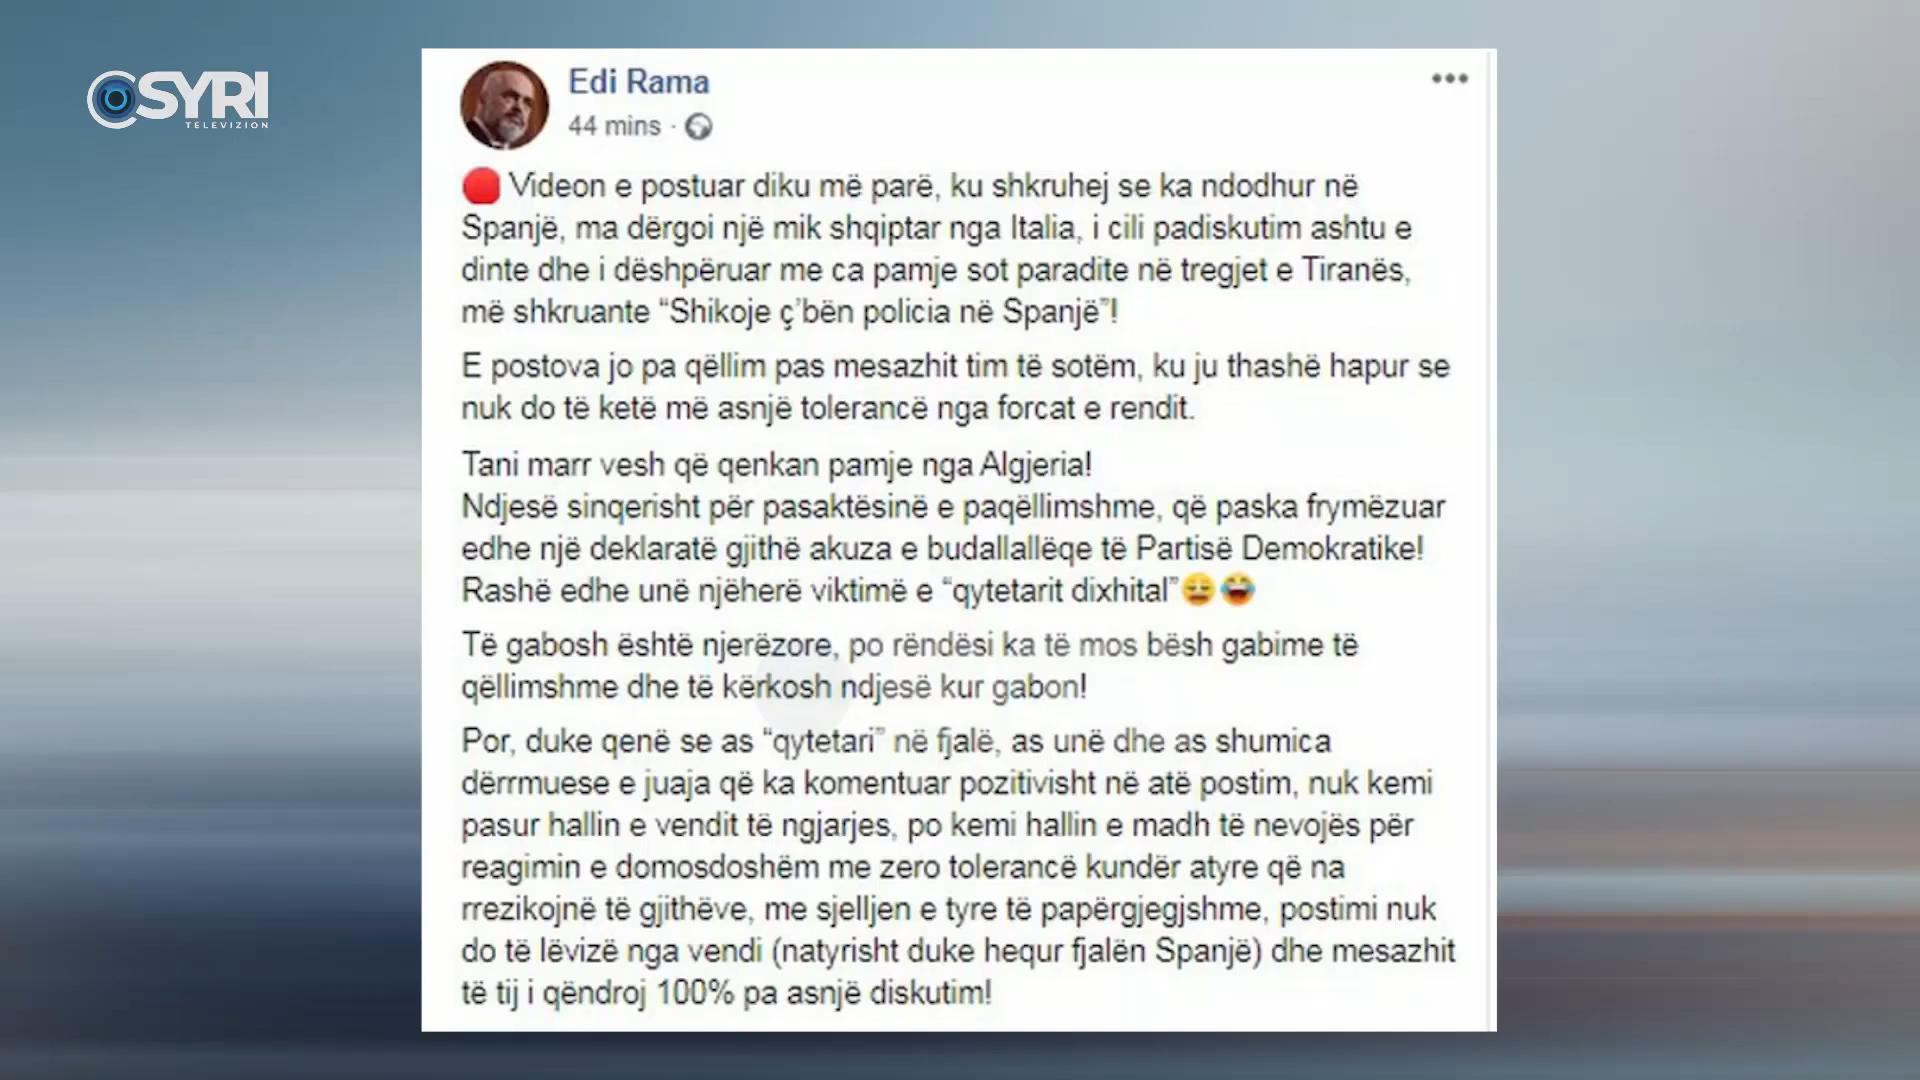 SYRI
TELEVIZION
Edi Rama
44 mins ·
Videon e postuar diku më parë, ku shkruhej se ka ndodhur në
Spanjë, ma dërgoi një mik shqiptar nga Italia, i cili padiskutim ashtu e
dinte dhe i dëshpëruar me ca pamje sot paradite në tregjet e Tiranës,
më shkruante “Shikoje ç’bën policia në Spanjë”!
E postova jo pa qëllim pas mesazhit tim të sotëm, ku ju thashë hapur se
nuk do të ketë më asnjë tolerancë nga forcat e rendit.
Tani marr vesh që qenkan pamje nga Algjeria!
Ndjesë sinqerisht për pasaktësinë e paqëllimshme, që paska frymëzuar
edhe një deklaratë gjithë akuza e budallallëqe të Partisë Demokratike!
Rashë edhe unë njëherë viktimë e “qytetarit dixhital”😩😂
Të gabosh është njerëzore, po rëndësi ka të mos bësh gabime të
qëllimshme dhe të kërkosh ndjesë kur gabon!
Por, duke qenë se as “qytetari” në fjalë, as unë dhe as shumica
dërrmuese e juaja që ka komentuar pozitivisht në atë postim, nuk kemi
pasur hallin e vendit të ngjarjes, po kemi hallin e madh të nevojës për
reagimin e domosdoshëm me zero tolerancë kundër atyre që na
rrezikojnë të gjithëve, me sjelljen e tyre të papërgjegjshme, postimi nuk
do të lëvizë nga vendi (natyrisht duke hequr fjalën Spanjë) dhe mesazhit
të tij i qëndroj 100% pa asnjë diskutim!